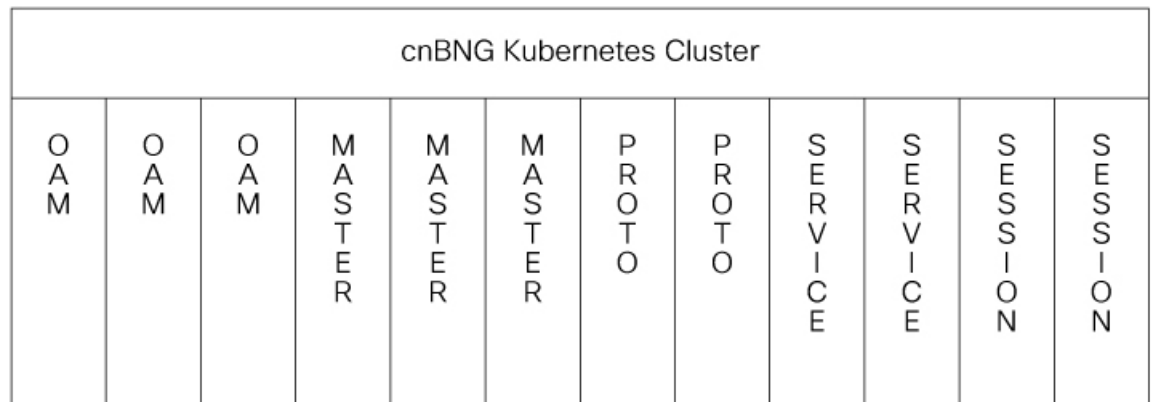 cnBNG Kubernetes Cluster
OAM
OAM
OAM
MASTER
MASTER
MASTER
PROTO
PROTO
SERVICE
SERVICE
SESSION
SESSION